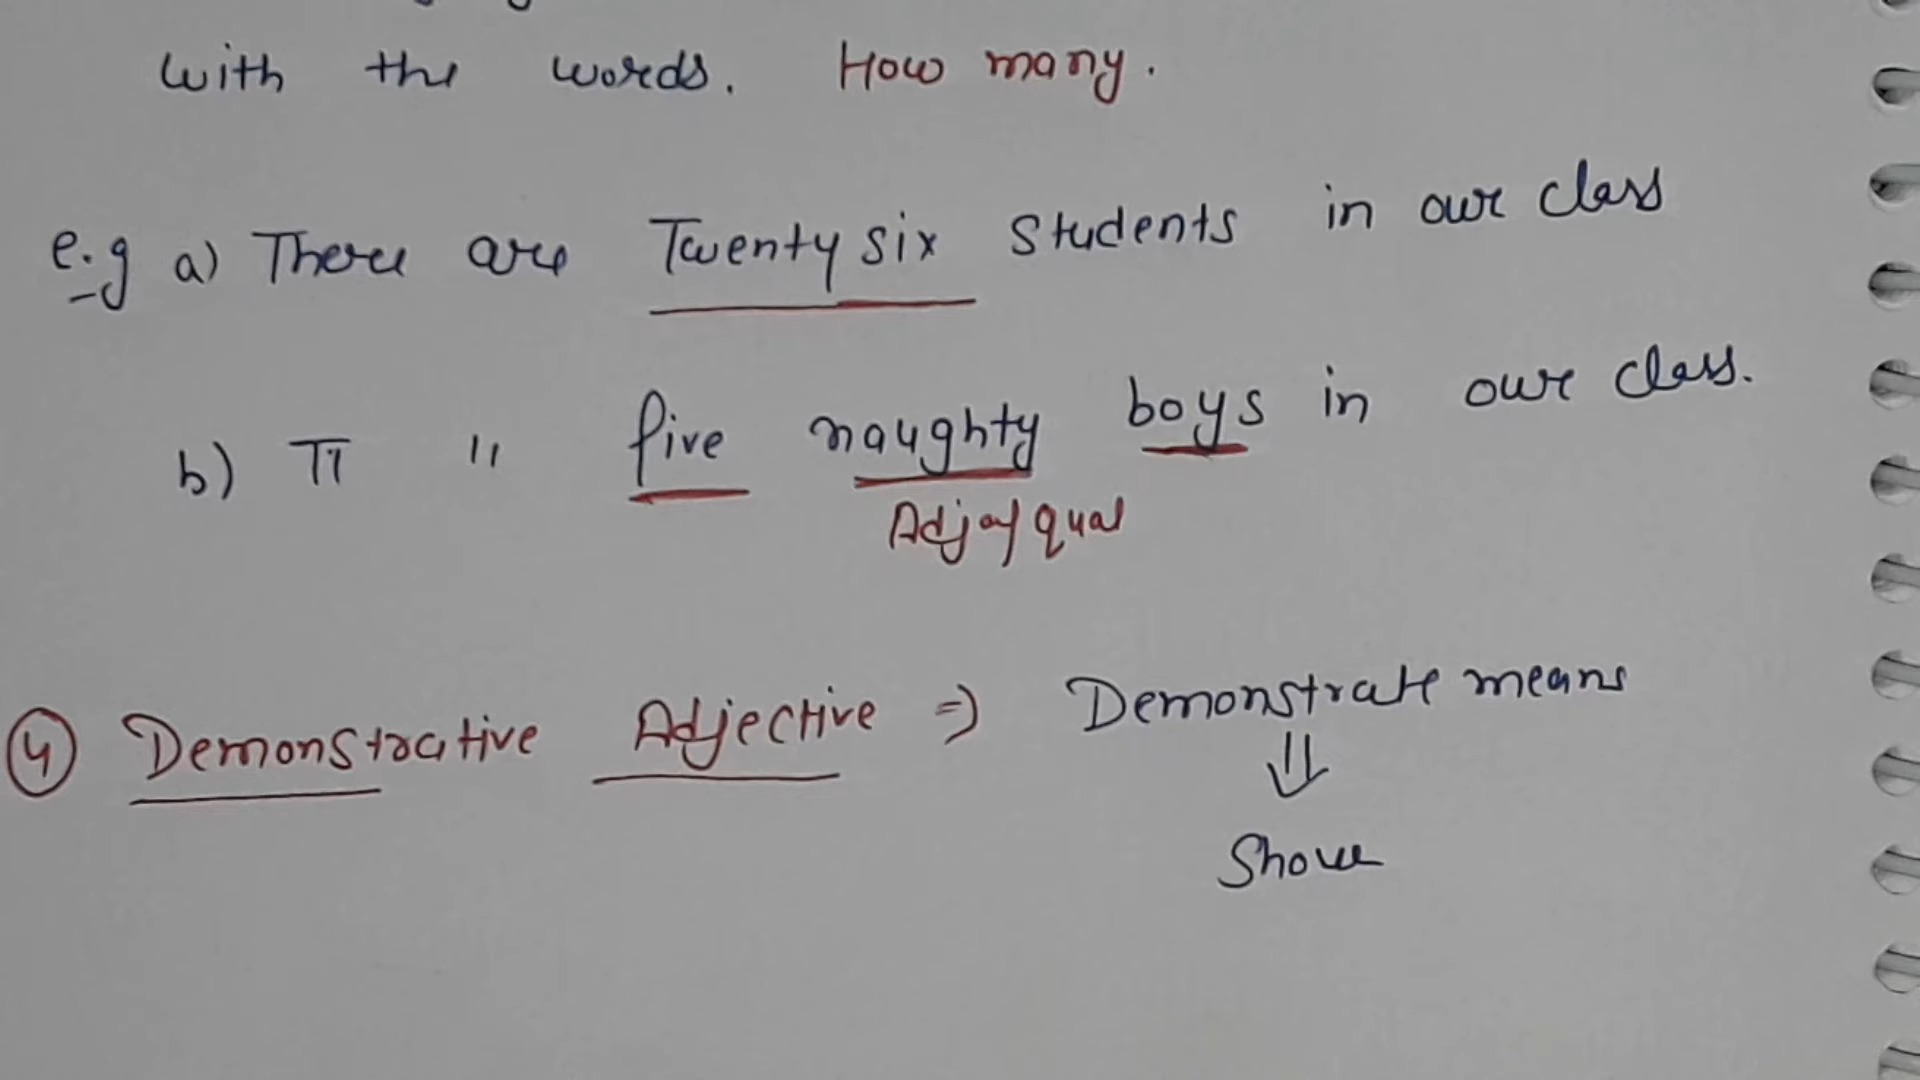 with the words. How many.
e.g a) There are Twenty six students in our class
b) " " five naughty boys in our class.
Adj of qual
④ Demonstrative Adjective => Demonstrate means
⇓
Show